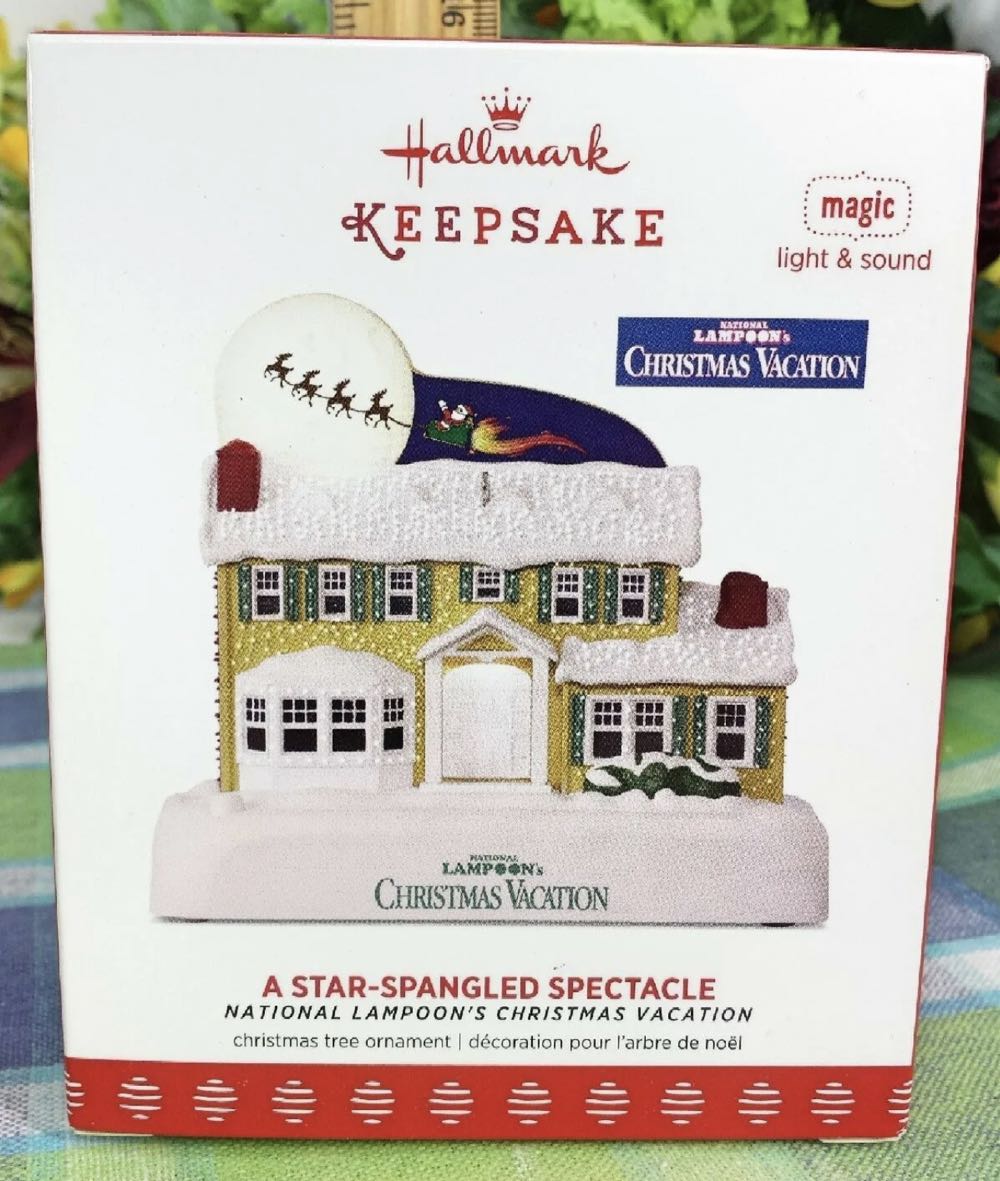 96
Hallmark
KEEPSAKE
magic
light & sound
NATIONAL
LAMPOON's
CHRISTMAS VACATION
NATIONAL
LAMPOON's
CHRISTMAS VACATION
A STAR-SPANGLED SPECTACLE
NATIONAL LAMPOON'S CHRISTMAS VACATION
christmas tree ornament | décoration pour l'arbre de noël